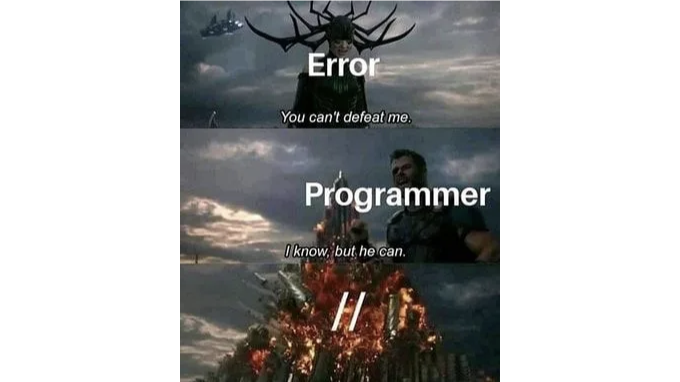 Error
You can't defeat me.
Programmer
I know, but he can.
//